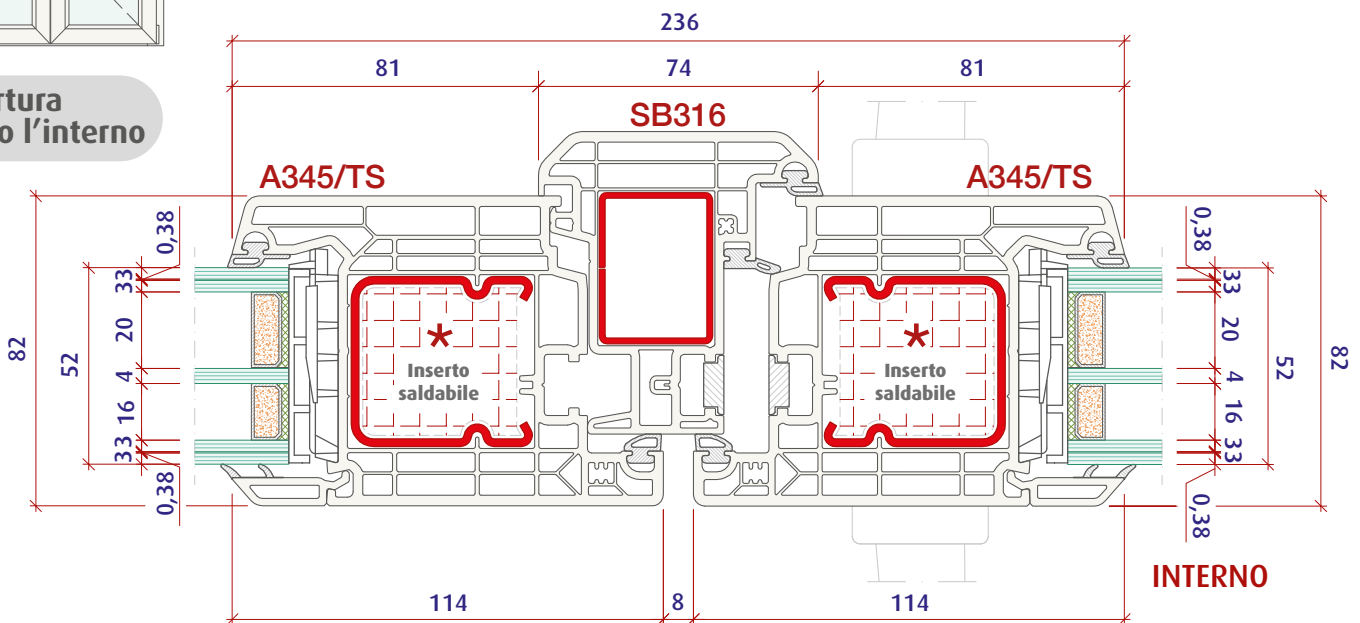 236
81
74
81
rtura
o l’interno
SB316
A345/TS
A345/TS
0,38
33
20
4
16
33
0,38
52
82
*
Inserto
saldabile
*
Inserto
saldabile
0,38
33
20
4
16
33
0,38
52
82
INTERNO
114
8
114